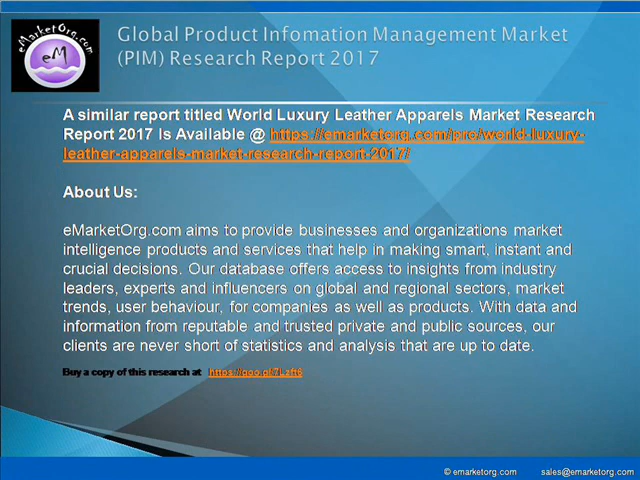 eMarketOrg.com
eM
Global Product Infomation Management Market
(PIM) Research Report 2017
A similar report titled World Luxury Leather Apparels Market Research
Report 2017 Is Available @ https://emarketorg.com/pro/world-luxury-
leather-apparels-market-research-report-2017/
About Us:
eMarketOrg.com aims to provide businesses and organizations market
intelligence products and services that help in making smart, instant and
crucial decisions. Our database offers access to insights from industry
leaders, experts and influencers on global and regional sectors, market
trends, user behaviour, for companies as well as products. With data and
information from reputable and trusted private and public sources, our
clients are never short of statistics and analysis that are up to date.
Buy a copy of this research at
© emarketorg.com sales@emarketorg.com